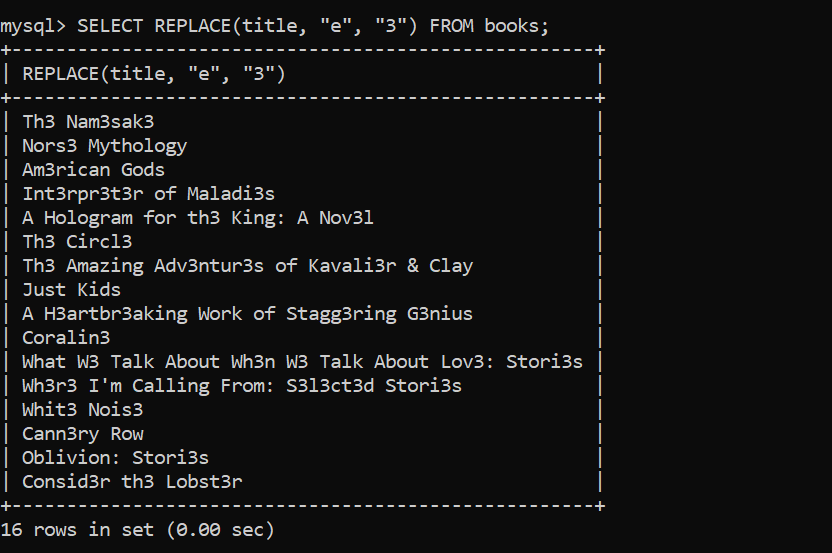 mysql> SELECT REPLACE(title, "e", "3") FROM books;
+-----------------------------------------------------+
| REPLACE(title, "e", "3")                            |
+-----------------------------------------------------+
| Th3 Nam3sak3                                        |
| Nors3 Mythology                                     |
| Am3rican Gods                                       |
| Int3rpr3t3r of Maladi3s                             |
| A Hologram for th3 King: A Nov3l                    |
| Th3 Circl3                                          |
| Th3 Amazing Adv3ntur3s of Kavali3r & Clay           |
| Just Kids                                           |
| A H3artbr3aking Work of Stagg3ring G3nius           |
| Coralin3                                            |
| What W3 Talk About Wh3n W3 Talk About Lov3: Stori3s |
| Wh3r3 I'm Calling From: S3l3ct3d Stori3s            |
| Whit3 Nois3                                         |
| Cann3ry Row                                         |
| Oblivion: Stori3s                                   |
| Consid3r th3 Lobst3r                                |
+-----------------------------------------------------+
16 rows in set (0.00 sec)